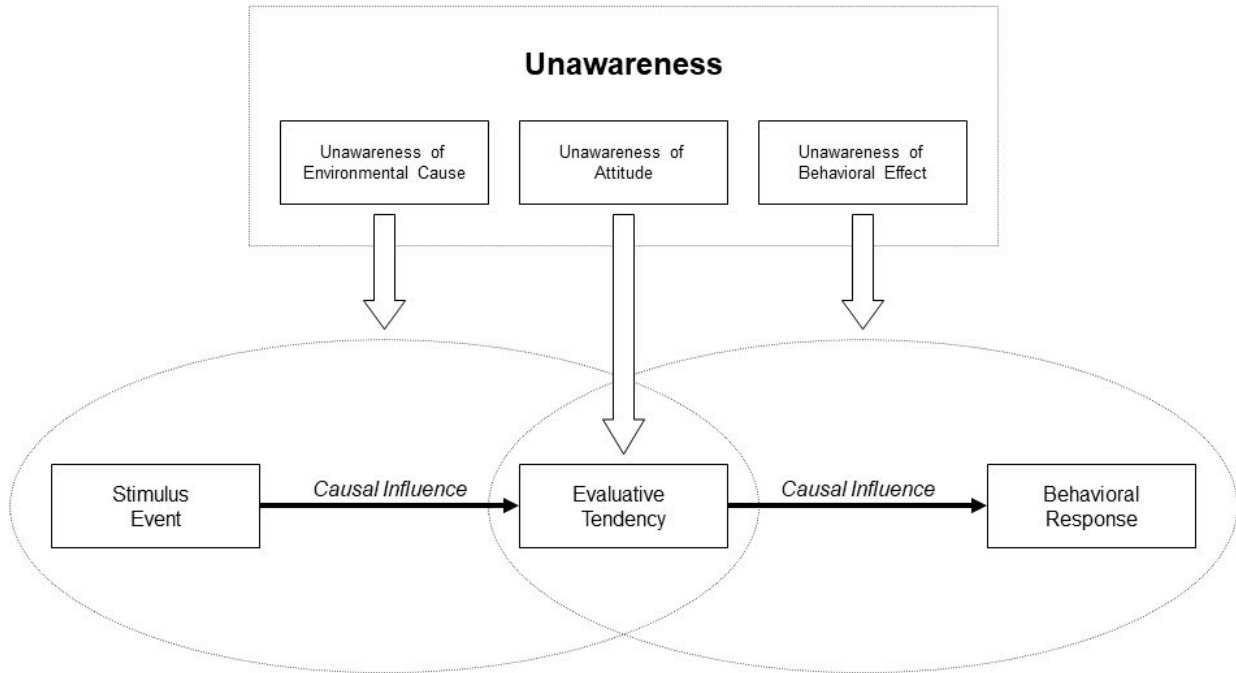 Unawareness
Unawareness of
Environmental Cause
Unawareness of
Attitude
Unawareness of
Behavioral Effect
Stimulus
Event
Causal Influence
Evaluative
Tendency
Causal Influence
Behavioral
Response